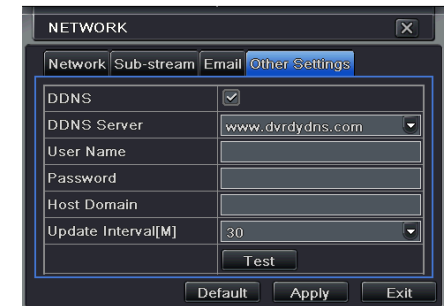 NETWORK
Network Sub-stream Email Other Settings
DDNS
DDNS Server www.dvrdydns.com
User Name
Password
Host Domain
Update Interval[M] 30
Test
Default Apply Exit